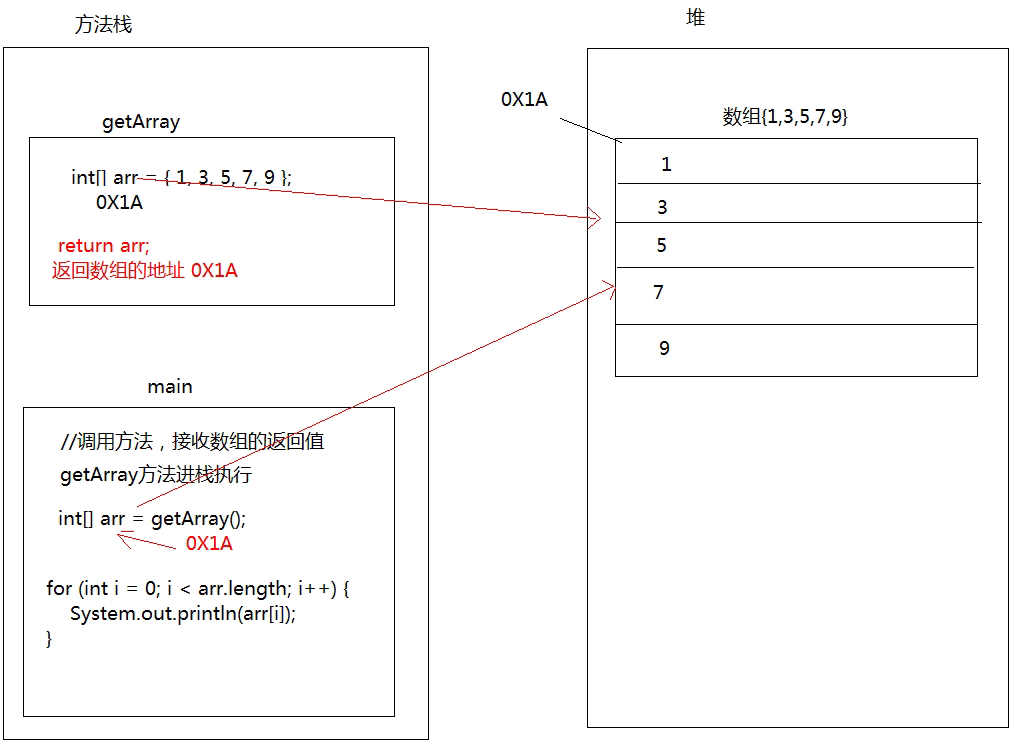 方法栈
getArray
int[] arr = { 1, 3, 5, 7, 9 };
0X1A
return arr;
返回数组的地址 0X1A
main
//调用方法，接收数组的返回值
getArray方法进栈执行
int[] arr = getArray();
0X1A
for (int i = 0; i < arr.length; i++) {
System.out.println(arr[i]);
}
堆
0X1A
数组{1,3,5,7,9}
1
3
5
7
9